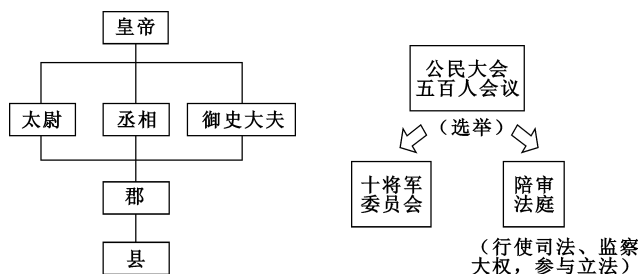 皇帝
太尉
丞相
御史大夫
郡
县
公民大会
五百人会议
（选举）
十将军
委员会
陪审
法庭
（行使司法、监察
大权，参与立法）